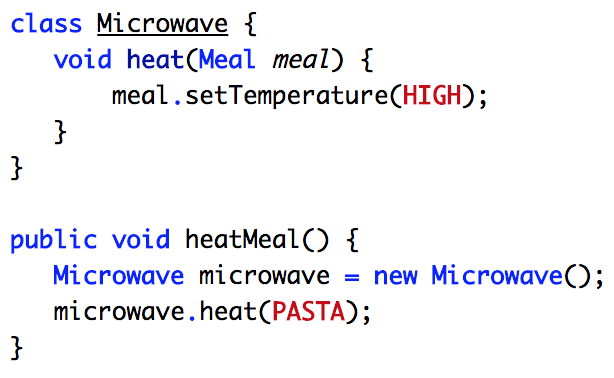 class Microwave {
   void heat(Meal meal) {
       meal.setTemperature(HIGH);
   }
}

public void heatMeal() {
   Microwave microwave = new Microwave();
   microwave.heat(PASTA);
}